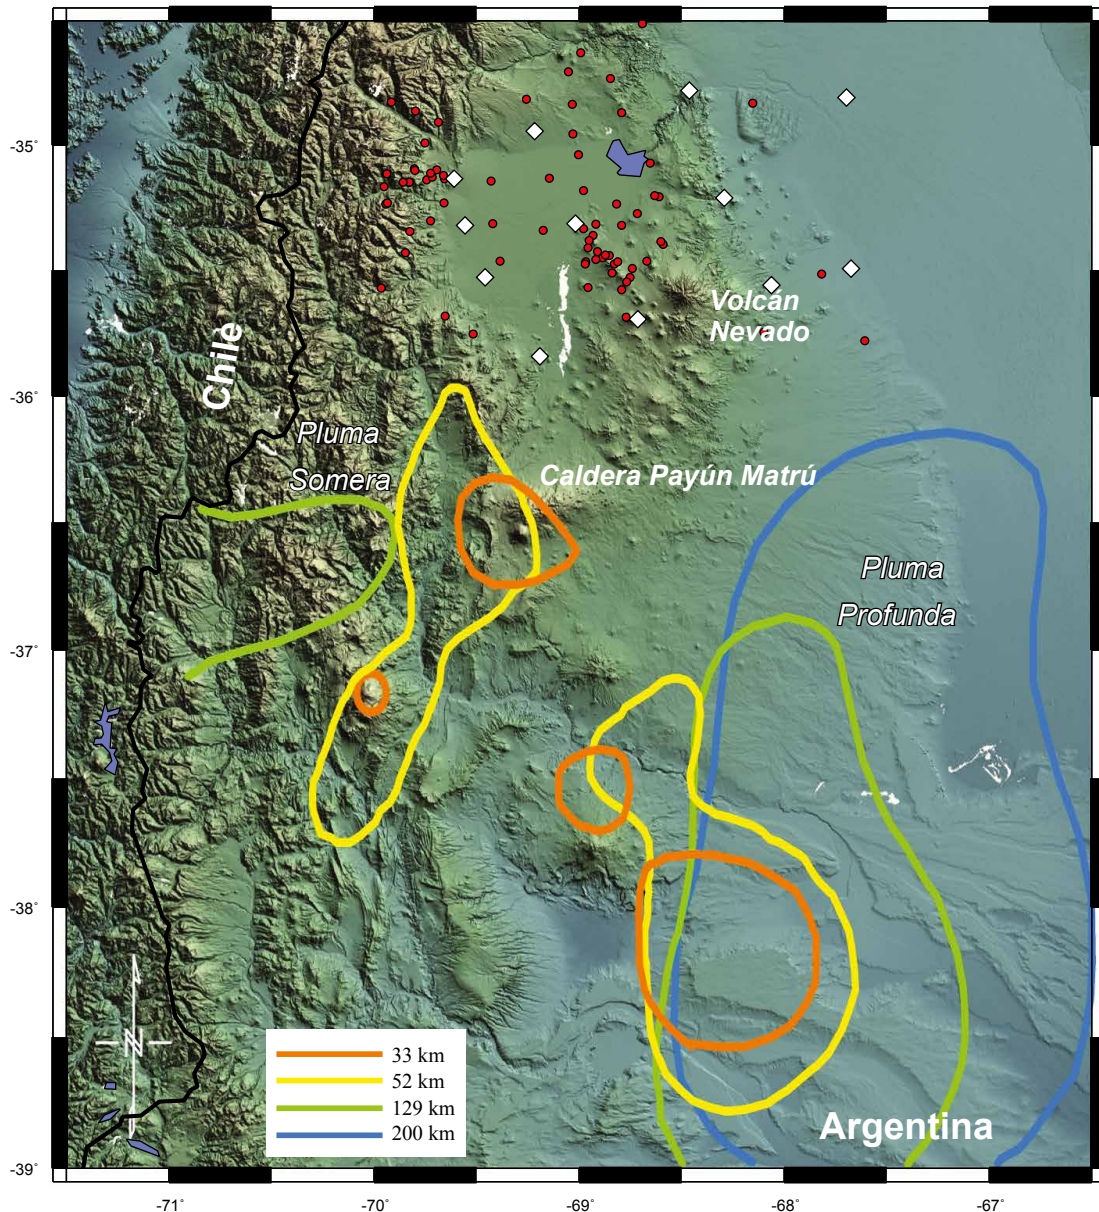 -35°
-36°
-37°
-38°
-39°
-71°
-70°
-69°
-68°
-67°
Chile
Volcán
Nevado
Pluma
Somera
Caldera Payún Matrú
Pluma
Profunda
N
33 km
52 km
129 km
200 km
Argentina